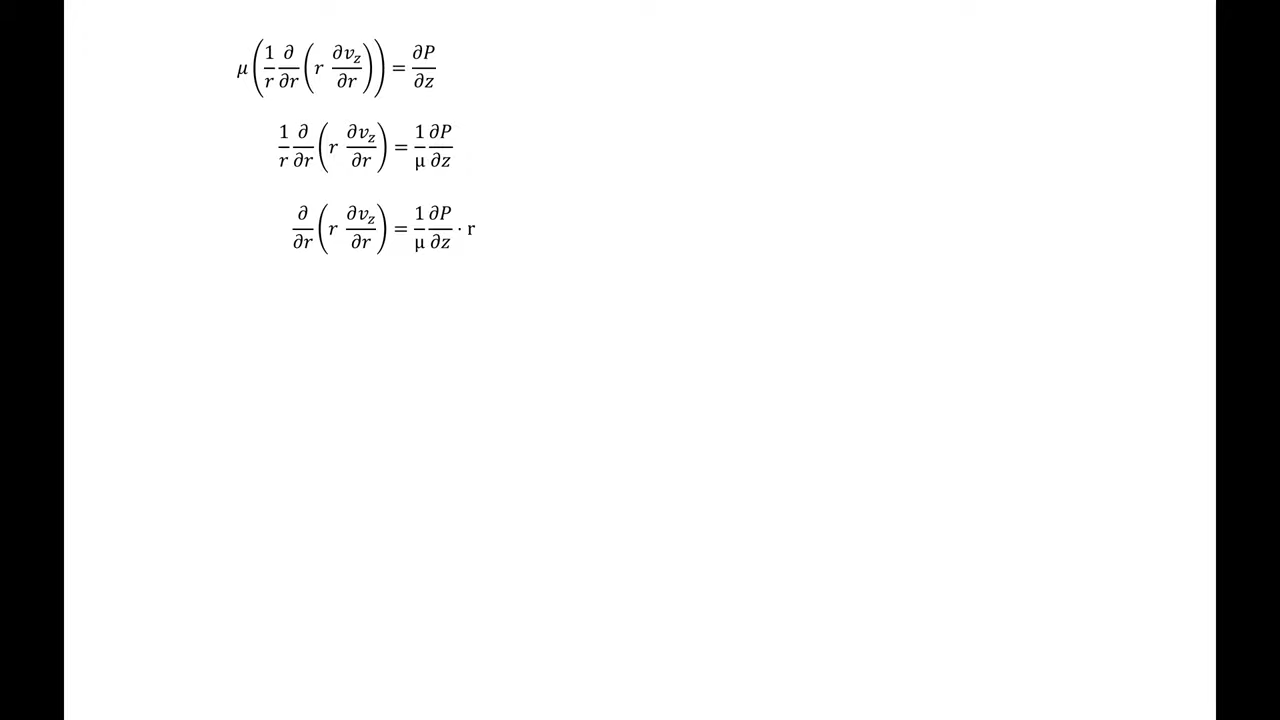 μ(1/r ∂/∂r(r ∂v_z/∂r)) = ∂P/∂z
1/r ∂/∂r(r ∂v_z/∂r) = 1/μ ∂P/∂z
∂/∂r(r ∂v_z/∂r) = 1/μ ∂P/∂z · r